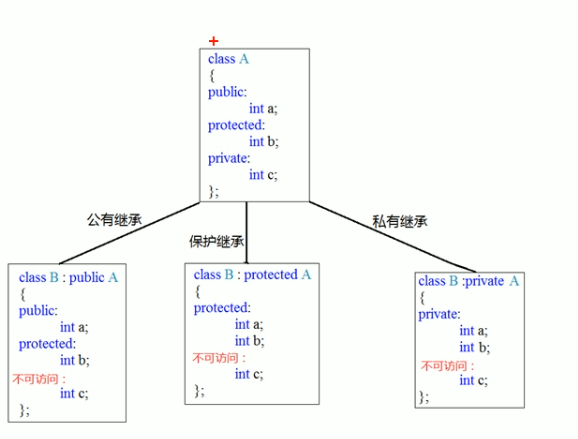 +
class A
{
public:
int a;
protected:
int b;
private:
int c;
};
公有继承
保护继承
私有继承
class B : public A
{
public:
int a;
protected:
int b;
不可访问：
int c;
};
class B : protected A
{
protected:
int a;
int b;
不可访问：
int c;
};
class B :private A
{
private:
int a;
int b;
不可访问：
int c;
};